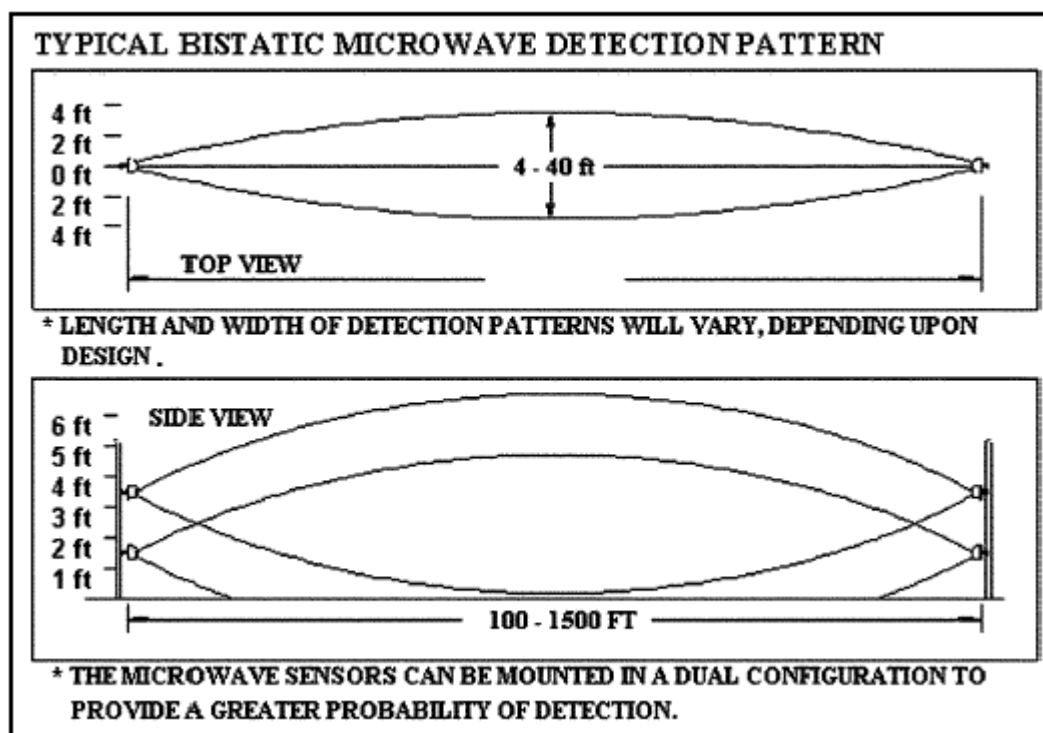 TYPICAL BISTATIC MICROWAVE DETECTION PATTERN
4 ft
2 ft
0 ft
2 ft
4 ft
4 - 40 ft
TOP VIEW
* LENGTH AND WIDTH OF DETECTION PATTERNS WILL VARY, DEPENDING UPON
DESIGN .
SIDE VIEW
6 ft
5 ft
4 ft
3 ft
2 ft
1 ft
100 - 1500 FT
* THE MICROWAVE SENSORS CAN BE MOUNTED IN A DUAL CONFIGURATION TO
PROVIDE A GREATER PROBABILITY OF DETECTION.